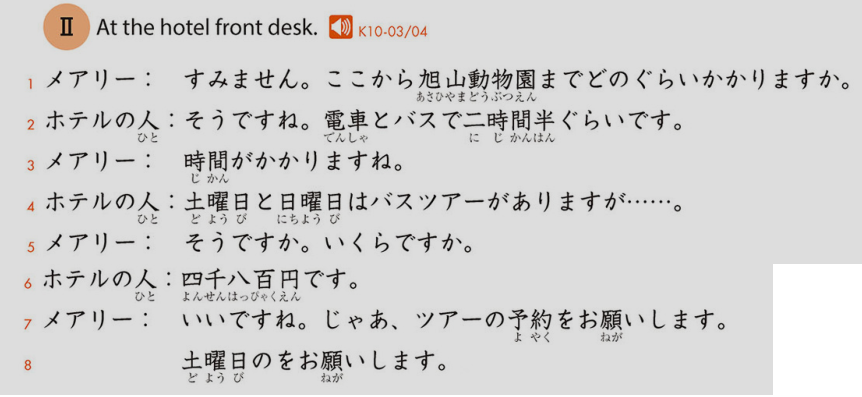 Ⅱ At the hotel front desk. K10-03/04
1 メアリー： すみません。ここから旭山動物園までどのぐらいかかりますか。
あさひやまどうぶつえん
2 ホテルの人：そうですね。電車とバスで二時間半ぐらいです。
ひと でんしゃ に じ かんはん
3 メアリー： 時間がかかりますね。
じ かん
4 ホテルの人：土曜日と日曜日はバスツアーがありますが……。
ひと ど よう び にちよう び
5 メアリー： そうですか。いくらですか。
6 ホテルの人：四千八百円です。
ひと よんせんはっぴゃくえん
7 メアリー： いいですね。じゃあ、ツアーの予約をお願いします。
よ やく ねが
8 土曜日のをお願いします。
ど よう び ねが